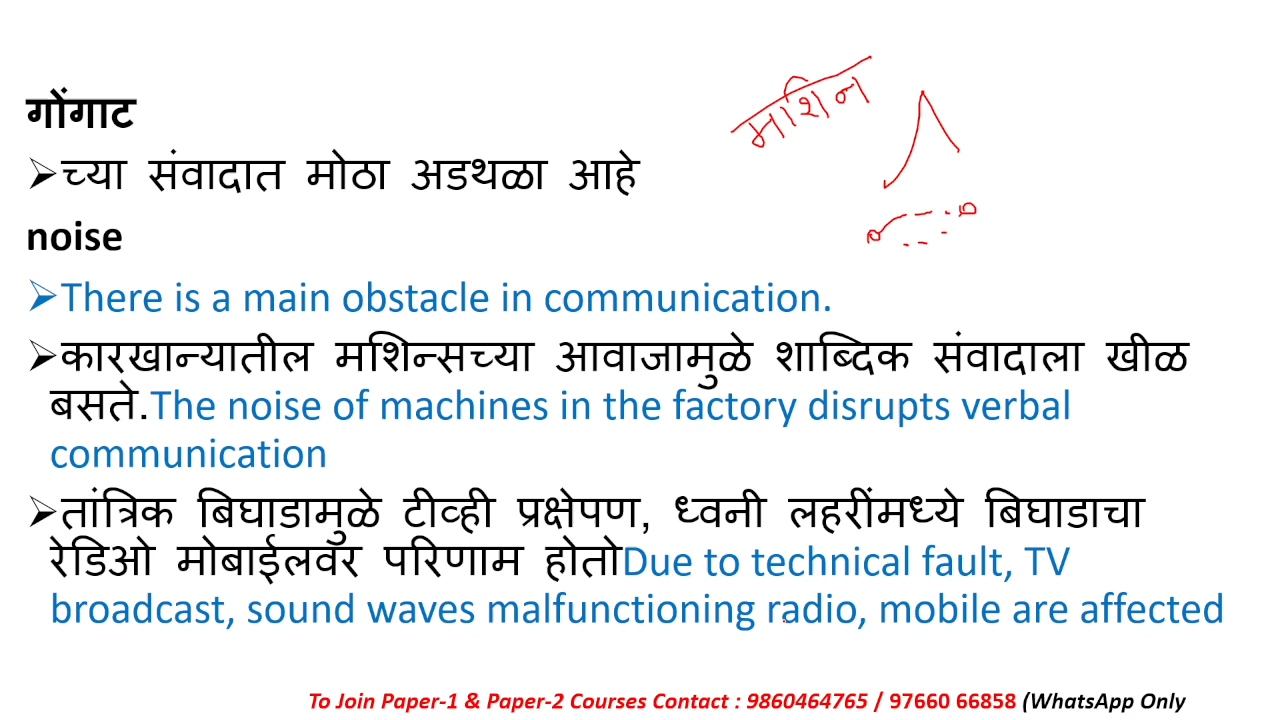 गोंगाट
मशिन
➢च्या संवादात मोठा अडथळा आहे
noise
➢There is a main obstacle in communication.
➢कारखान्यातील मशिन्सच्या आवाजामुळे शाब्दिक संवादाला खीळ
बसते.The noise of machines in the factory disrupts verbal
communication
➢तांत्रिक बिघाडामुळे टीव्ही प्रक्षेपण, ध्वनी लहरींमध्ये बिघाडाचा
रेडिओ मोबाईलवर परिणाम होतोDue to technical fault, TV
broadcast, sound waves malfunctioning radio, mobile are affected
To Join Paper-1 & Paper-2 Courses Contact : 9860464765 / 97660 66858 (WhatsApp Only